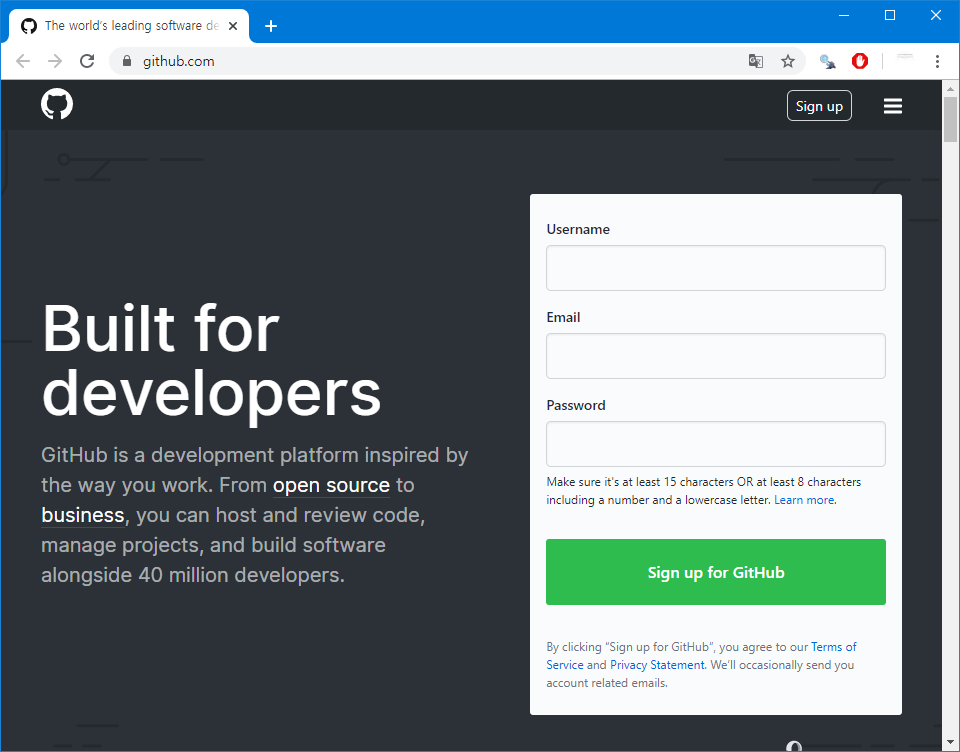 The world's leading software de
github.com
Sign up
Built for
developers
GitHub is a development platform inspired by
the way you work. From open source to
business, you can host and review code,
manage projects, and build software
alongside 40 million developers.
Username
Email
Password
Make sure it's at least 15 characters OR at least 8 characters
including a number and a lowercase letter. Learn more.
Sign up for GitHub
By clicking “Sign up for GitHub”, you agree to our Terms of
Service and Privacy Statement. We’ll occasionally send you
account related emails.